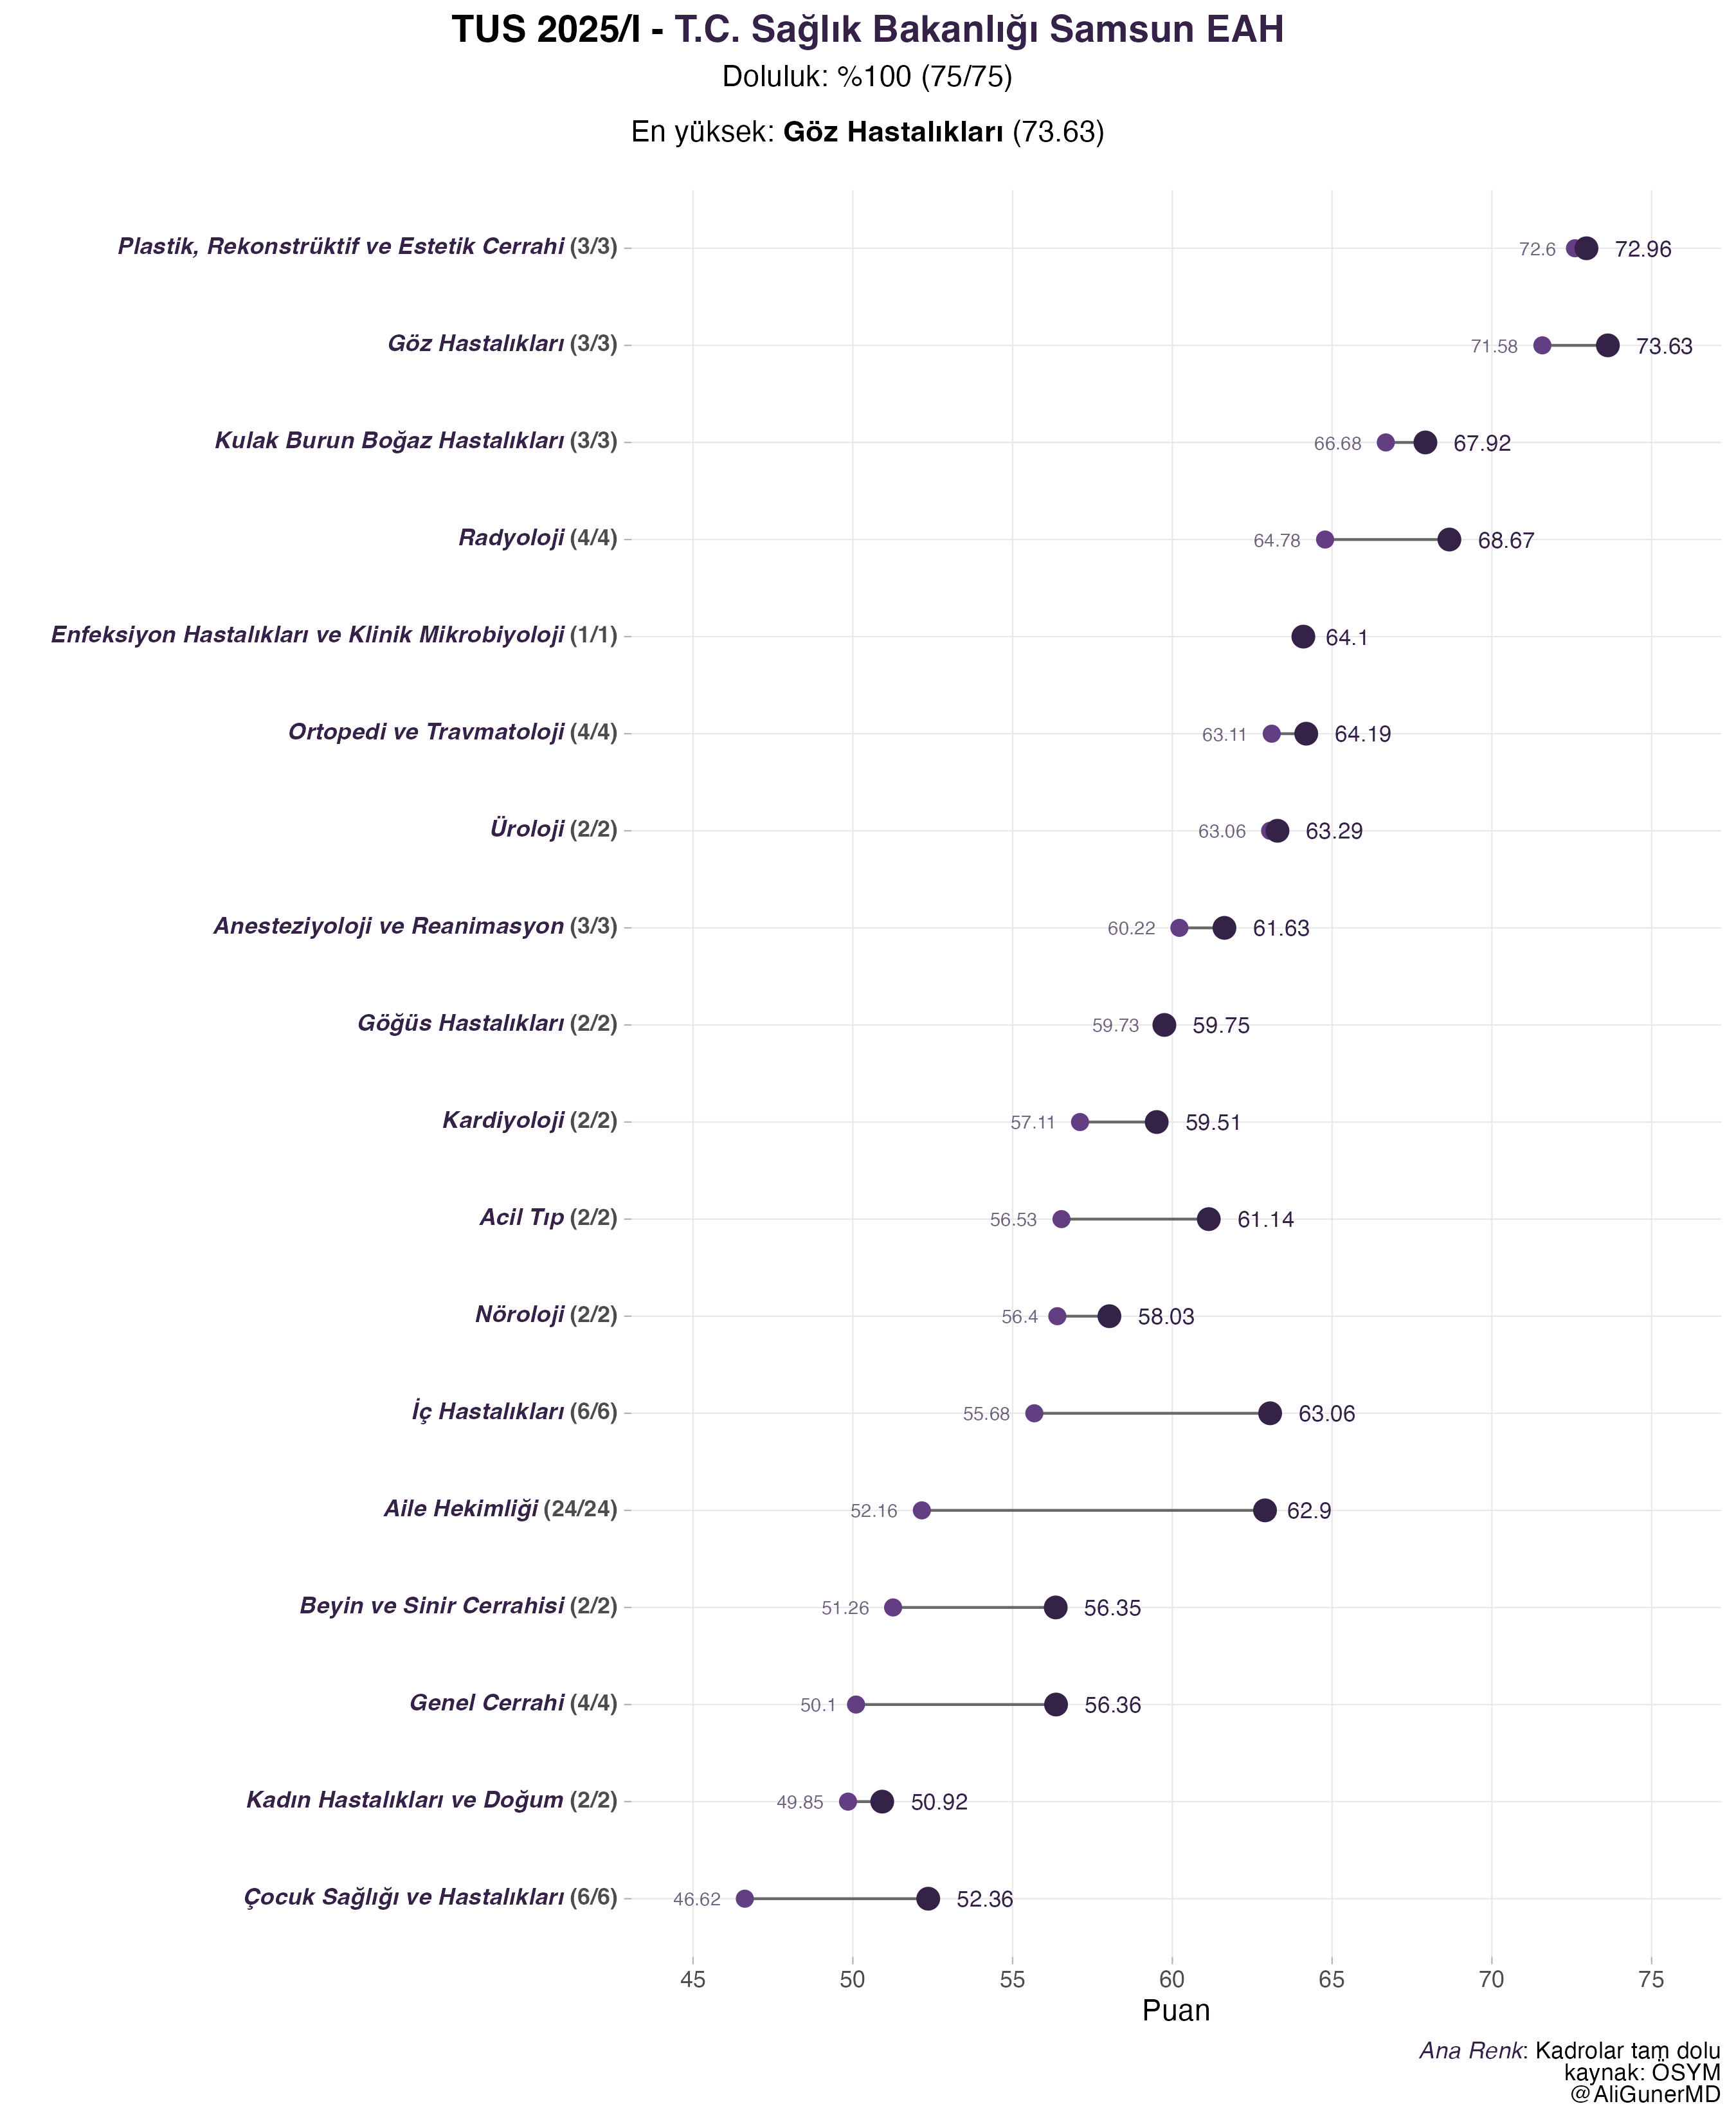 TUS 2025/I - T.C. Sağlık Bakanlığı Samsun EAH
Doluluk: %100 (75/75)
En yüksek: Göz Hastalıkları (73.63)
Plastik, Rekonstrüktif ve Estetik Cerrahi (3/3) 72.6 72.96
Göz Hastalıkları (3/3) 71.58 73.63
Kulak Burun Boğaz Hastalıkları (3/3) 66.68 67.92
Radyoloji (4/4) 64.78 68.67
Enfeksiyon Hastalıkları ve Klinik Mikrobiyoloji (1/1) 64.1
Ortopedi ve Travmatoloji (4/4) 63.11 64.19
Üroloji (2/2) 63.06 63.29
Anesteziyoloji ve Reanimasyon (3/3) 60.22 61.63
Göğüs Hastalıkları (2/2) 59.73 59.75
Kardiyoloji (2/2) 57.11 59.51
Acil Tıp (2/2) 56.53 61.14
Nöroloji (2/2) 56.4 58.03
İç Hastalıkları (6/6) 55.68 63.06
Aile Hekimliği (24/24) 52.16 62.9
Beyin ve Sinir Cerrahisi (2/2) 51.26 56.35
Genel Cerrahi (4/4) 50.1 56.36
Kadın Hastalıkları ve Doğum (2/2) 49.85 50.92
Çocuk Sağlığı ve Hastalıkları (6/6) 46.62 52.36
45 50 55 60 65 70 75
Puan
Ana Renk: Kadrolar tam dolu
kaynak: ÖSYM
@AliGunerMD